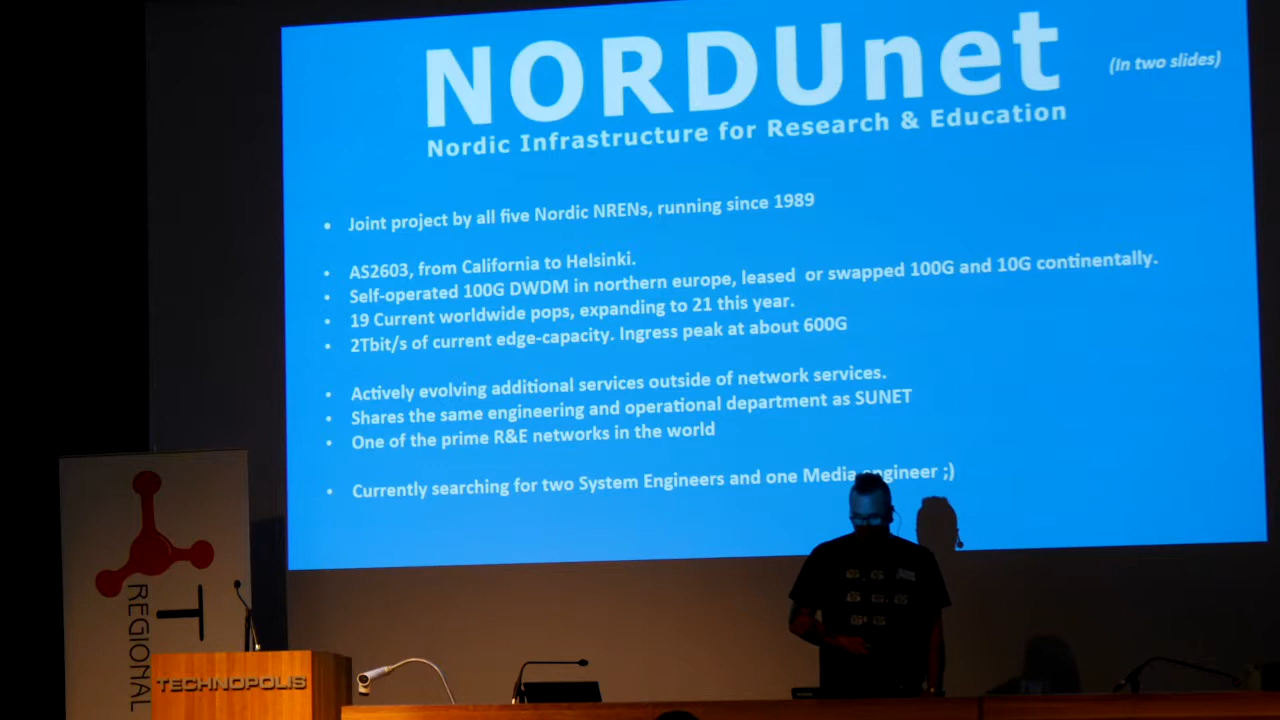 NORDUnet
(In two slides)
Nordic Infrastructure for Research & Education
• Joint project by all five Nordic NRENs, running since 1989
• AS2603, from California to Helsinki.
• Self-operated 100G DWDM in northern europe, leased or swapped 100G and 10G continentally.
• 19 Current worldwide pops, expanding to 21 this year.
• 2Tbit/s of current edge-capacity. Ingress peak at about 600G
• Actively evolving additional services outside of network services.
• Shares the same engineering and operational department as SUNET
• One of the prime R&E networks in the world
• Currently searching for two System Engineers and one Media engineer ;)
T
REGIONAL
TECHNOPOLIS